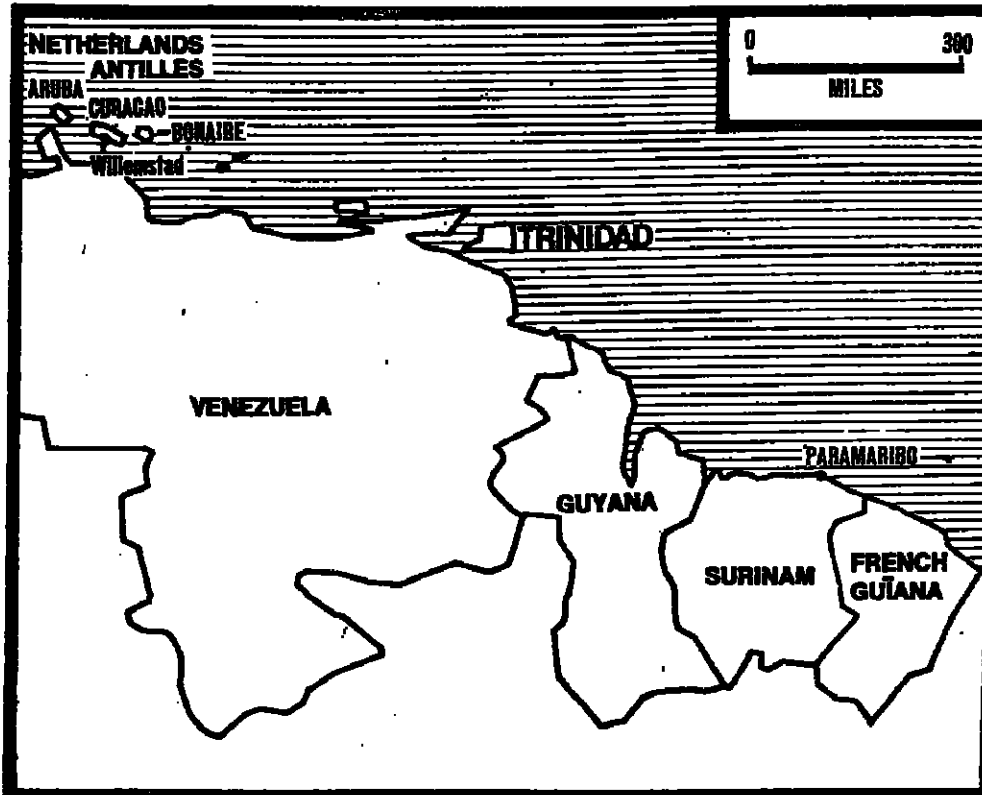 NETHERLANDS
ANTILLES
ARUBA
CURACAO
BONAIRE
Willemstad
0 300
MILES
TRINIDAD
VENEZUELA
PARAMARIBO
GUYANA
SURINAM
FRENCH
GUIANA